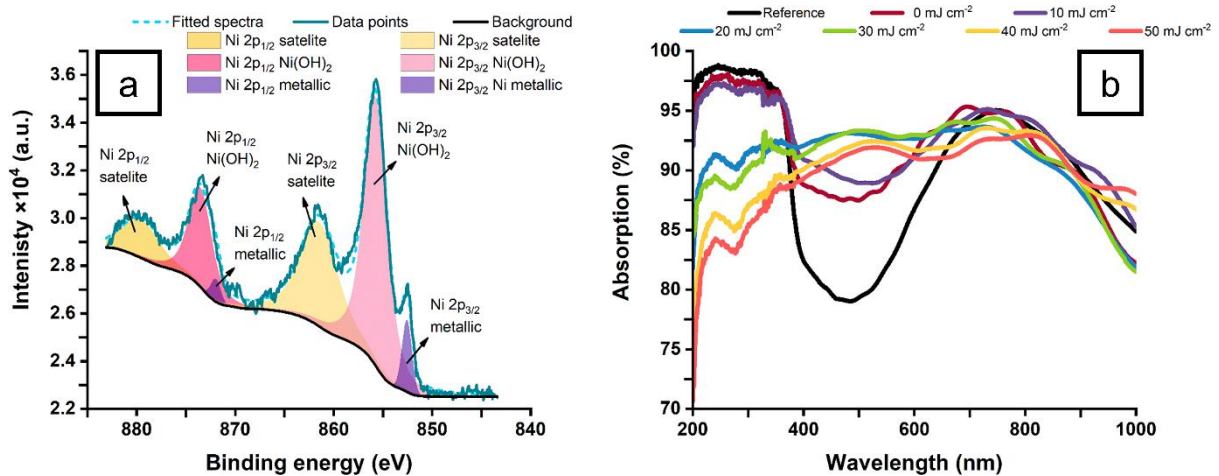 Fitted spectra Data points Background
Ni 2p1/2 satelite Ni 2p3/2 satelite
Ni 2p1/2 Ni(OH)2 Ni 2p3/2 Ni(OH)2
Ni 2p1/2 metallic Ni 2p3/2 Ni metallic
a
3.6
3.4
3.2
3.0
2.8
2.6
2.4
2.2
Intenisty ×10^4 (a.u.)
Ni 2p1/2
satelite
Ni 2p1/2
Ni(OH)2
Ni 2p1/2
metallic
Ni 2p3/2
satelite
Ni 2p3/2
Ni(OH)2
Ni 2p3/2
metallic
880 870 860 850 840
Binding energy (eV)
Reference 0 mJ cm-2 10 mJ cm-2
20 mJ cm-2 30 mJ cm-2 40 mJ cm-2 50 mJ cm-2
b
100
95
90
85
80
75
70
Absorption (%)
200 400 600 800 1000
Wavelength (nm)